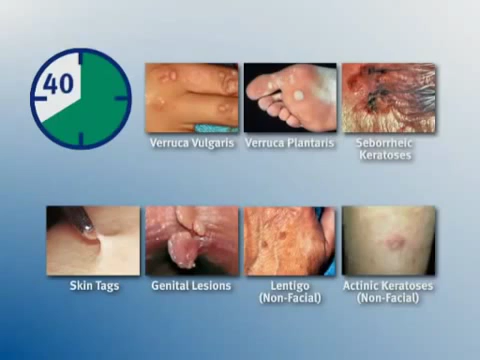 40
Verruca Vulgaris
Verruca Plantaris
Seborrheic
Keratoses
Skin Tags
Genital Lesions
Lentigo
(Non-Facial)
Actinic Keratoses
(Non-Facial)